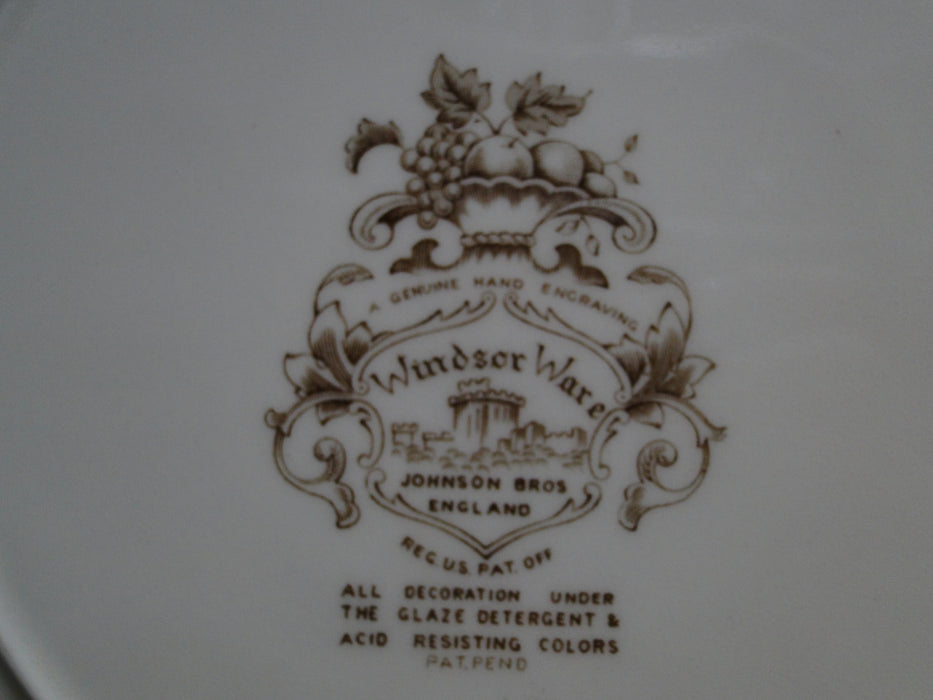 A GENUINE HAND ENGRAVING
Windsor Ware
JOHNSON BROS
ENGLAND
REG. US. PAT. OFF
ALL DECORATION UNDER
THE GLAZE DETERGENT &
ACID RESISTING COLORS
PAT. PEND